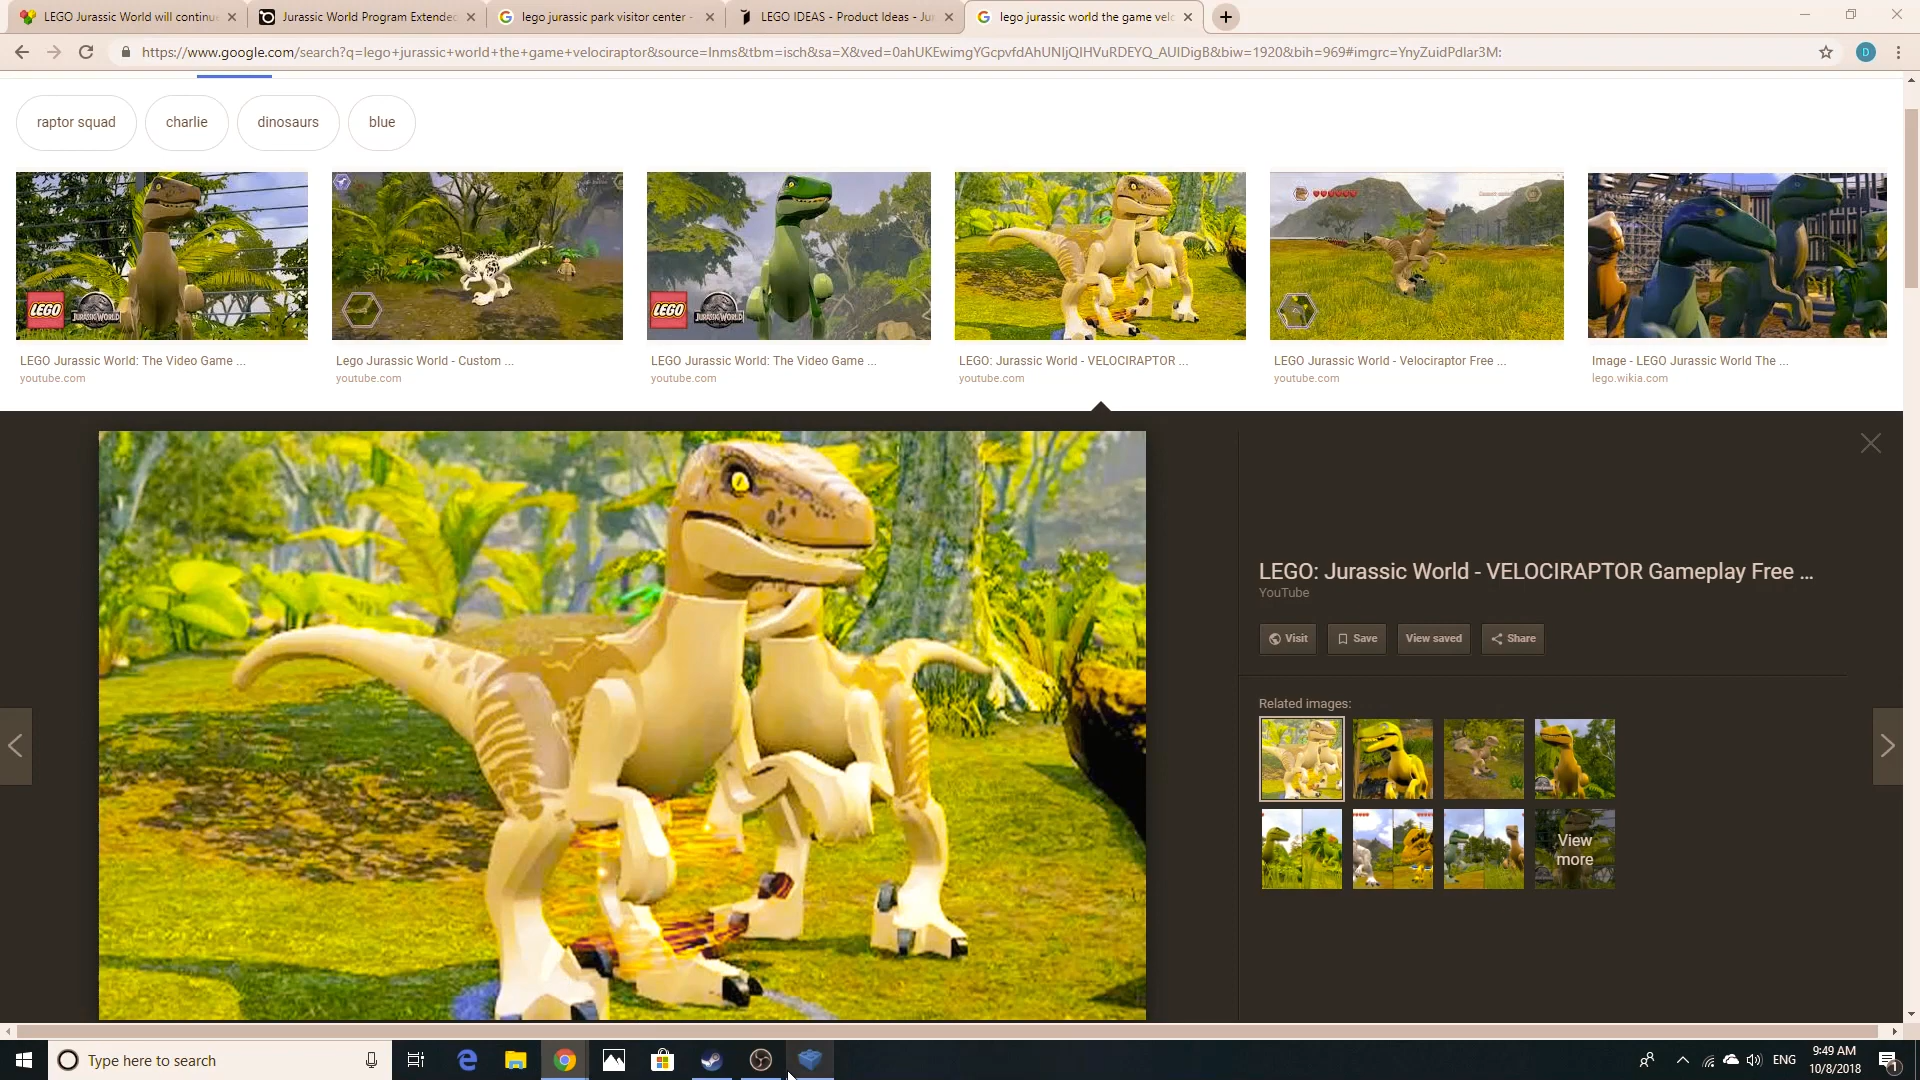 LEGO Jurassic World will continue
Jurassic World Program Extended
lego jurassic park visitor center -
LEGO IDEAS - Product Ideas - Ju
lego jurassic world the game velo
https://www.google.com/search?q=lego+jurassic+world+the+game+velociraptor&source=lnms&tbm=isch&sa=X&ved=0ahUKEwimgYGcpvfdAhUNIjQIHVuRDEYQ_AUIDigB&biw=1920&bih=969#imgrc=YnyZuidPdlar3M:
D
raptor squad
charlie
dinosaurs
blue
LEGO JURASSIC WORLD
LEGO JURASSIC WORLD
LEGO Jurassic World: The Video Game ...
youtube.com
Lego Jurassic World - Custom ...
youtube.com
LEGO Jurassic World: The Video Game ...
youtube.com
LEGO: Jurassic World - VELOCIRAPTOR ...
youtube.com
LEGO Jurassic World - Velociraptor Free ...
youtube.com
Image - LEGO Jurassic World The ...
lego.wikia.com
LEGO: Jurassic World - VELOCIRAPTOR Gameplay Free ...
YouTube
Visit
Save
View saved
Share
Related images:
View
more
Type here to search
ENG
9:49 AM
10/8/2018
1